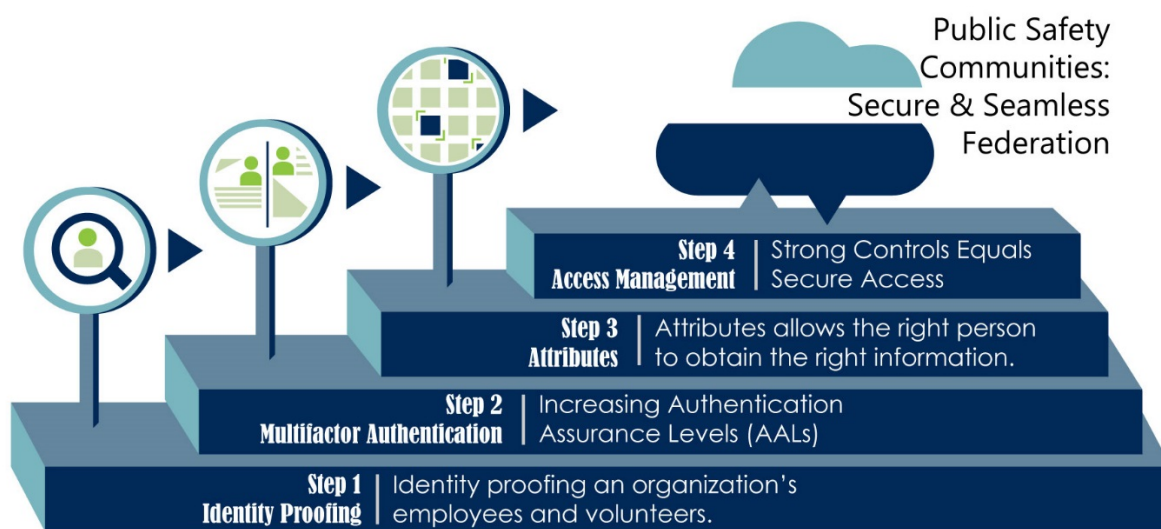 Public Safety
Communities:
Secure & Seamless
Federation
Step 4
Access Management
Strong Controls Equals
Secure Access
Step 3
Attributes
Attributes allows the right person
to obtain the right information.
Step 2
Multifactor Authentication
Increasing Authentication
Assurance Levels (AALs)
Step 1
Identity Proofing
Identity proofing an organization's
employees and volunteers.